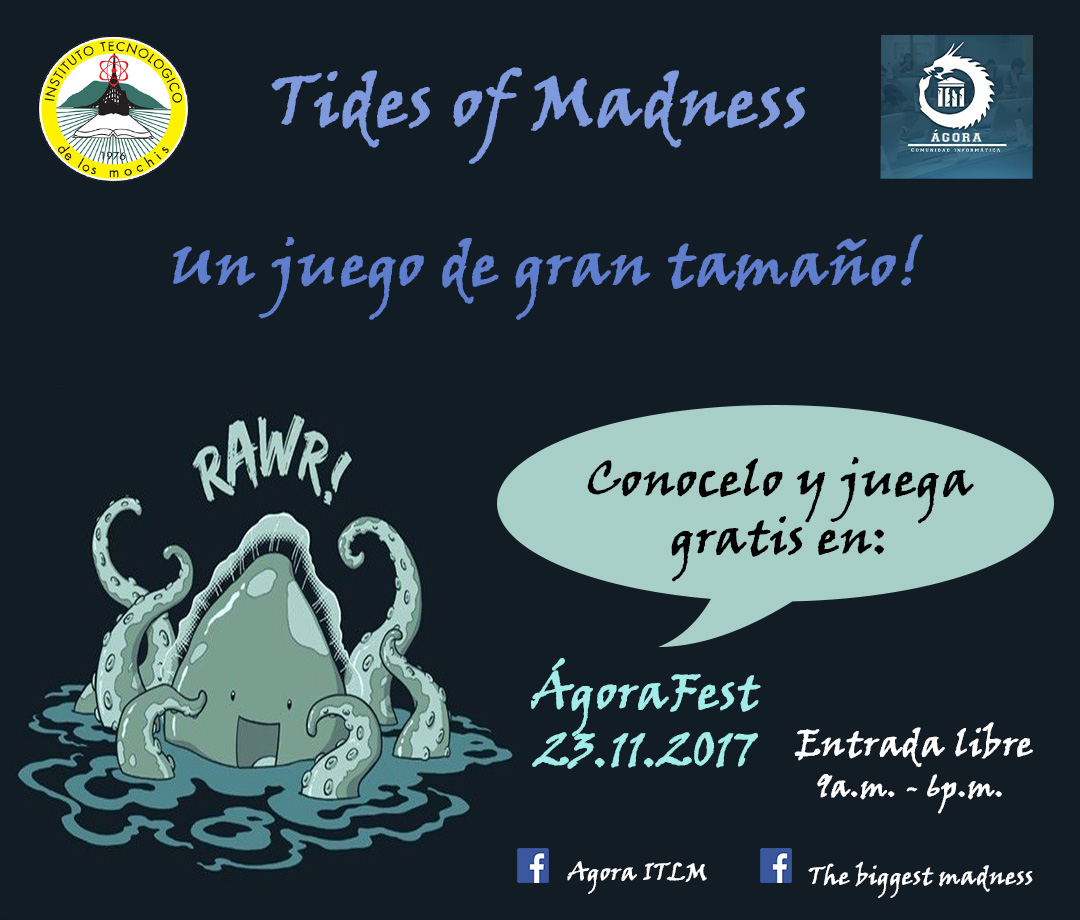 INSTITUTO TECNOLOGICO
de los mochis
1976
Tides of Madness
ÁGORA
COMUNIDAD INFORMÁTICA
Un juego de gran tamaño!
RAWR!
Conocelo y juega
gratis en:
ÁgoraFest
23.11.2017
Entrada libre
9a.m. - 6p.m.
Agora ITLM
The biggest madness